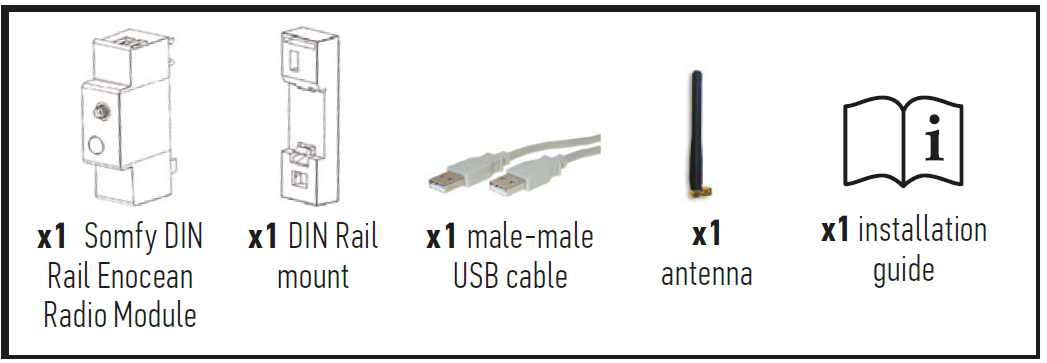 x1 Somfy DIN
Rail Enocean
Radio Module
x1 DIN Rail
mount
x1 male-male
USB cable
x1
antenna
i
x1 installation
guide